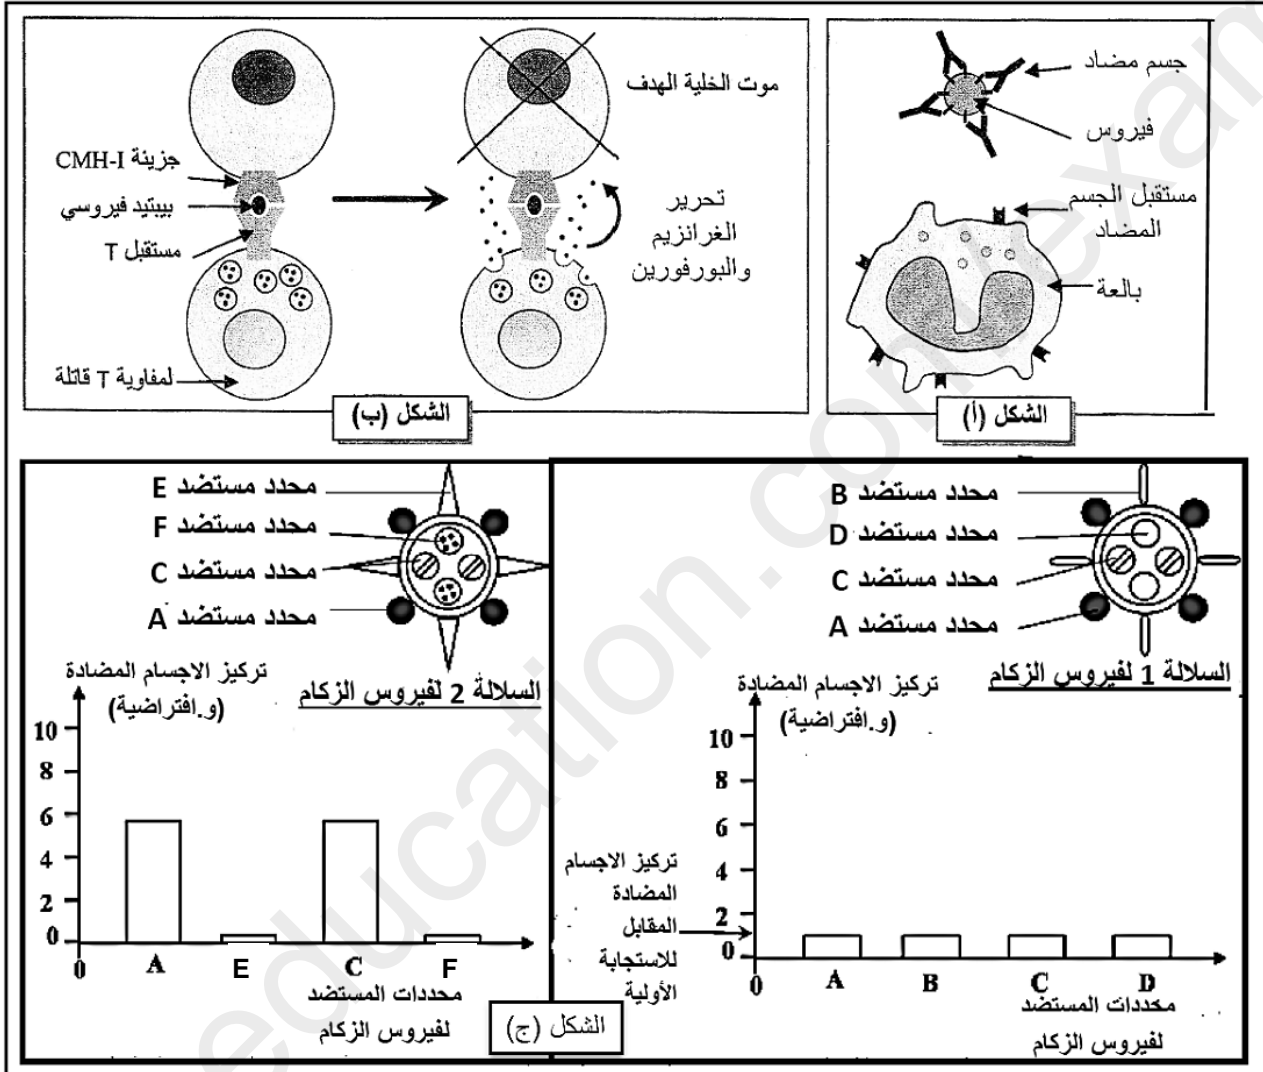 جسم مضاد
فيروس
مستقبل الجسم
المضاد
بالعة
الشكل (أ)
موت الخلية الهدف
جزيئة CMH-I
بيبتيد فيروسي
مستقبل T
تحرير
الغرانزيم
والبورفورين
لمفاوية T قاتلة
الشكل (ب)
محدد مستضد B
محدد مستضد D
محدد مستضد C
محدد مستضد A
السلالة 1 لفيروس الزكام
تركيز الاجسام المضادة
(و.افتراضية)
10
8
6
4
2
0
0
A B C D
تركيز الاجسام
المضادة
المقابل
للاستجابة
الأولية
محددات المستضد
لفيروس الزكام
محدد مستضد E
محدد مستضد F
محدد مستضد C
محدد مستضد A
السلالة 2 لفيروس الزكام
تركيز الاجسام المضادة
(و.افتراضية)
10
8
6
4
2
0
0
A E C F
محددات المستضد
لفيروس الزكام
الشكل (ج)
education.com/exam